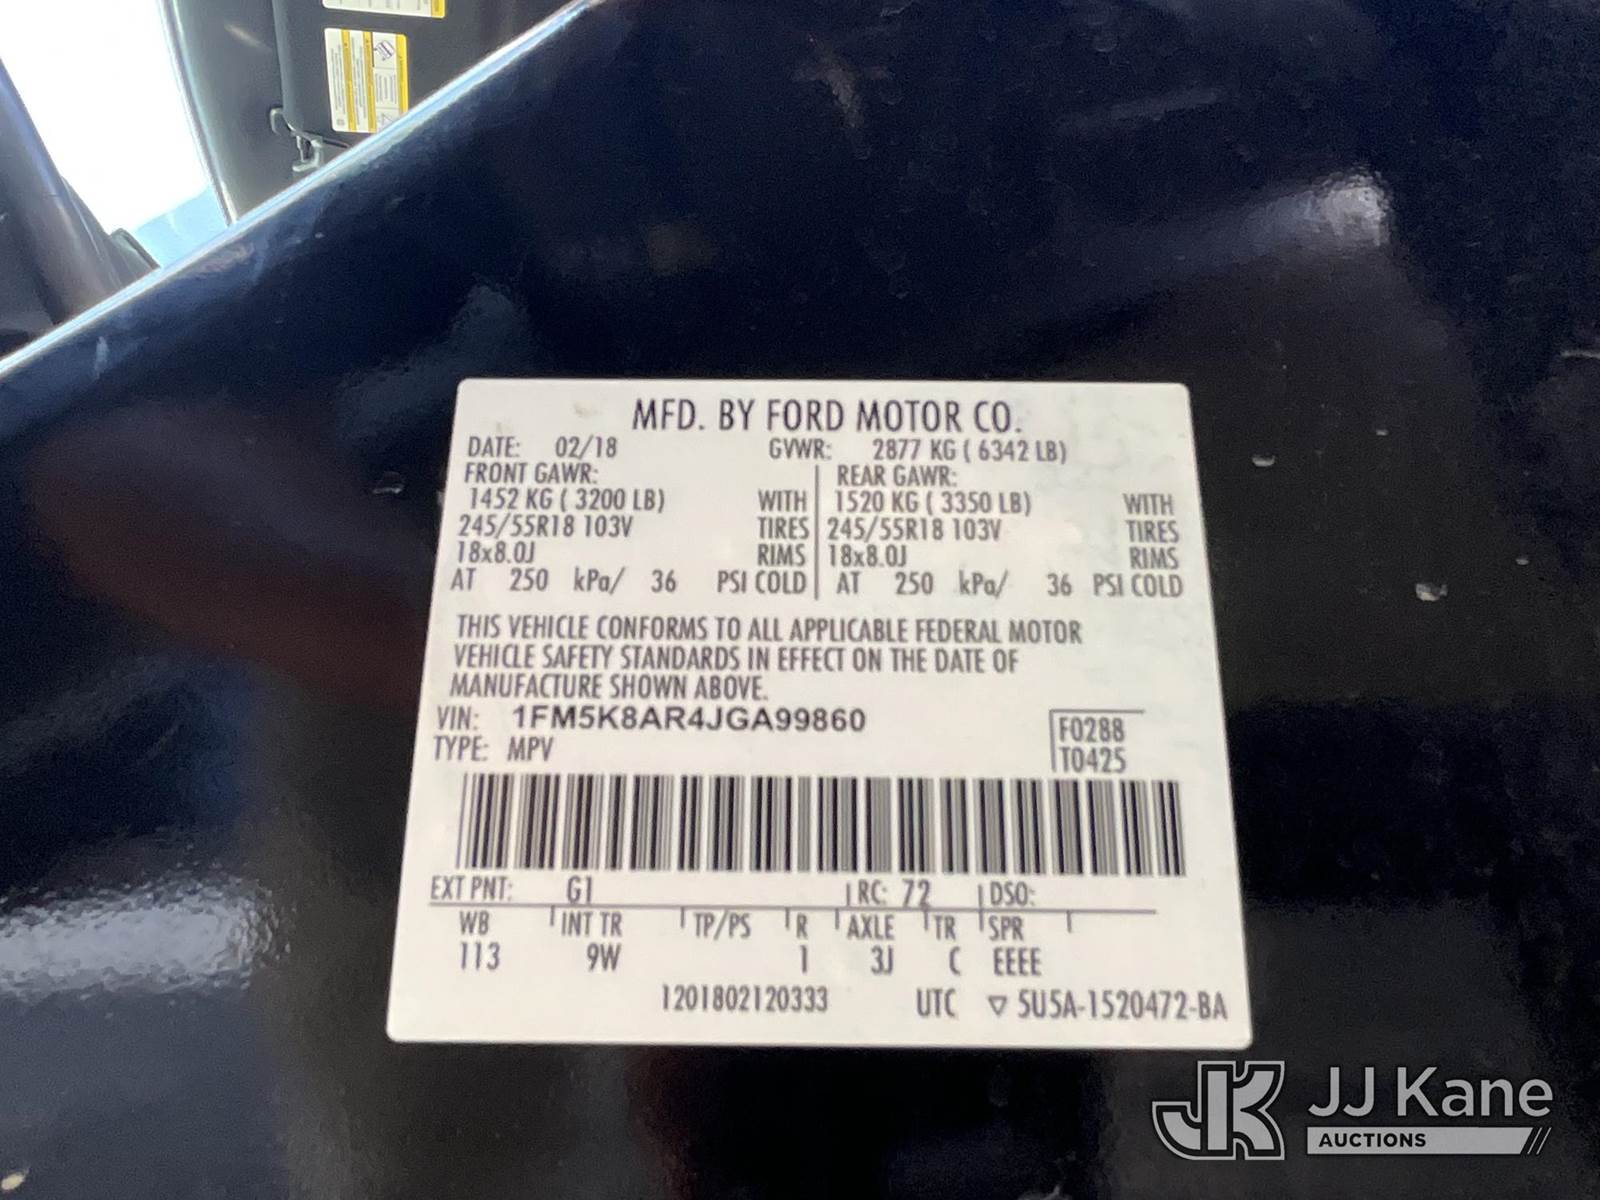 MFD. BY FORD MOTOR CO.
DATE: 02/18 GVWR: 2877 KG ( 6342 LB)
FRONT GAWR: REAR GAWR:
1452 KG ( 3200 LB) WITH 1520 KG ( 3350 LB) WITH
245/55R18 103V TIRES 245/55R18 103V TIRES
18x8.0J RIMS 18x8.0J RIMS
AT 250 kPa/ 36 PSI COLD AT 250 kPa/ 36 PSI COLD
THIS VEHICLE CONFORMS TO ALL APPLICABLE FEDERAL MOTOR
VEHICLE SAFETY STANDARDS IN EFFECT ON THE DATE OF
MANUFACTURE SHOWN ABOVE.
VIN: 1FM5K8AR4JGA99860 F0288
TYPE: MPV T0425
EXT PNT: G1 RC: 72 DSO:
WB INT TR TP/PS R AXLE TR SPR
113 9W 1 3J C EEEE
1201802120333 UTC ▽ 5U5A-1520472-BA
JK JJ Kane
AUCTIONS